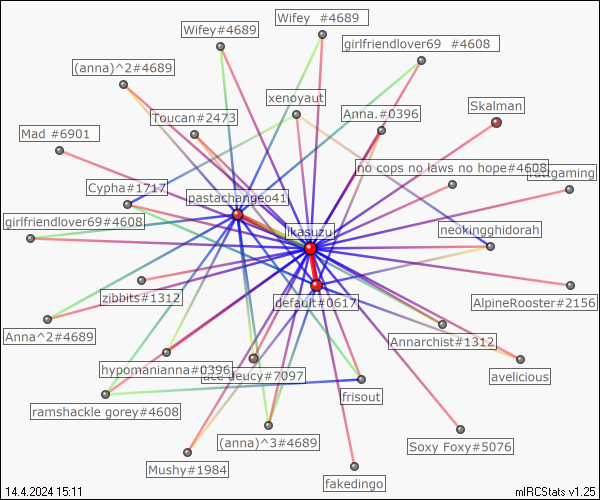 Wifey  #4689
Wifey#4689
girlfriendlover69  #4608
(anna)^2#4689
xenoyaut
Skalman
Toucan#2473
Anna.#0396
Mad #6901
no cops no laws no hope#4608
Cypha#1717
pastachangeo41
girlfriendlover69#4608
ikasuzu
neokingghidorah
zibbits#1312
default#0617
AlpineRooster#2156
Anna^2#4689
Annarchist#1312
hypomanianna#0396
deucy#7097
avelicious
frisout
ramshackle gorey#4608
(anna)^3#4689
Soxy Foxy#5076
Mushy#1984
fakedingo
14.4.2024 15:11
mIRCStats v1.25